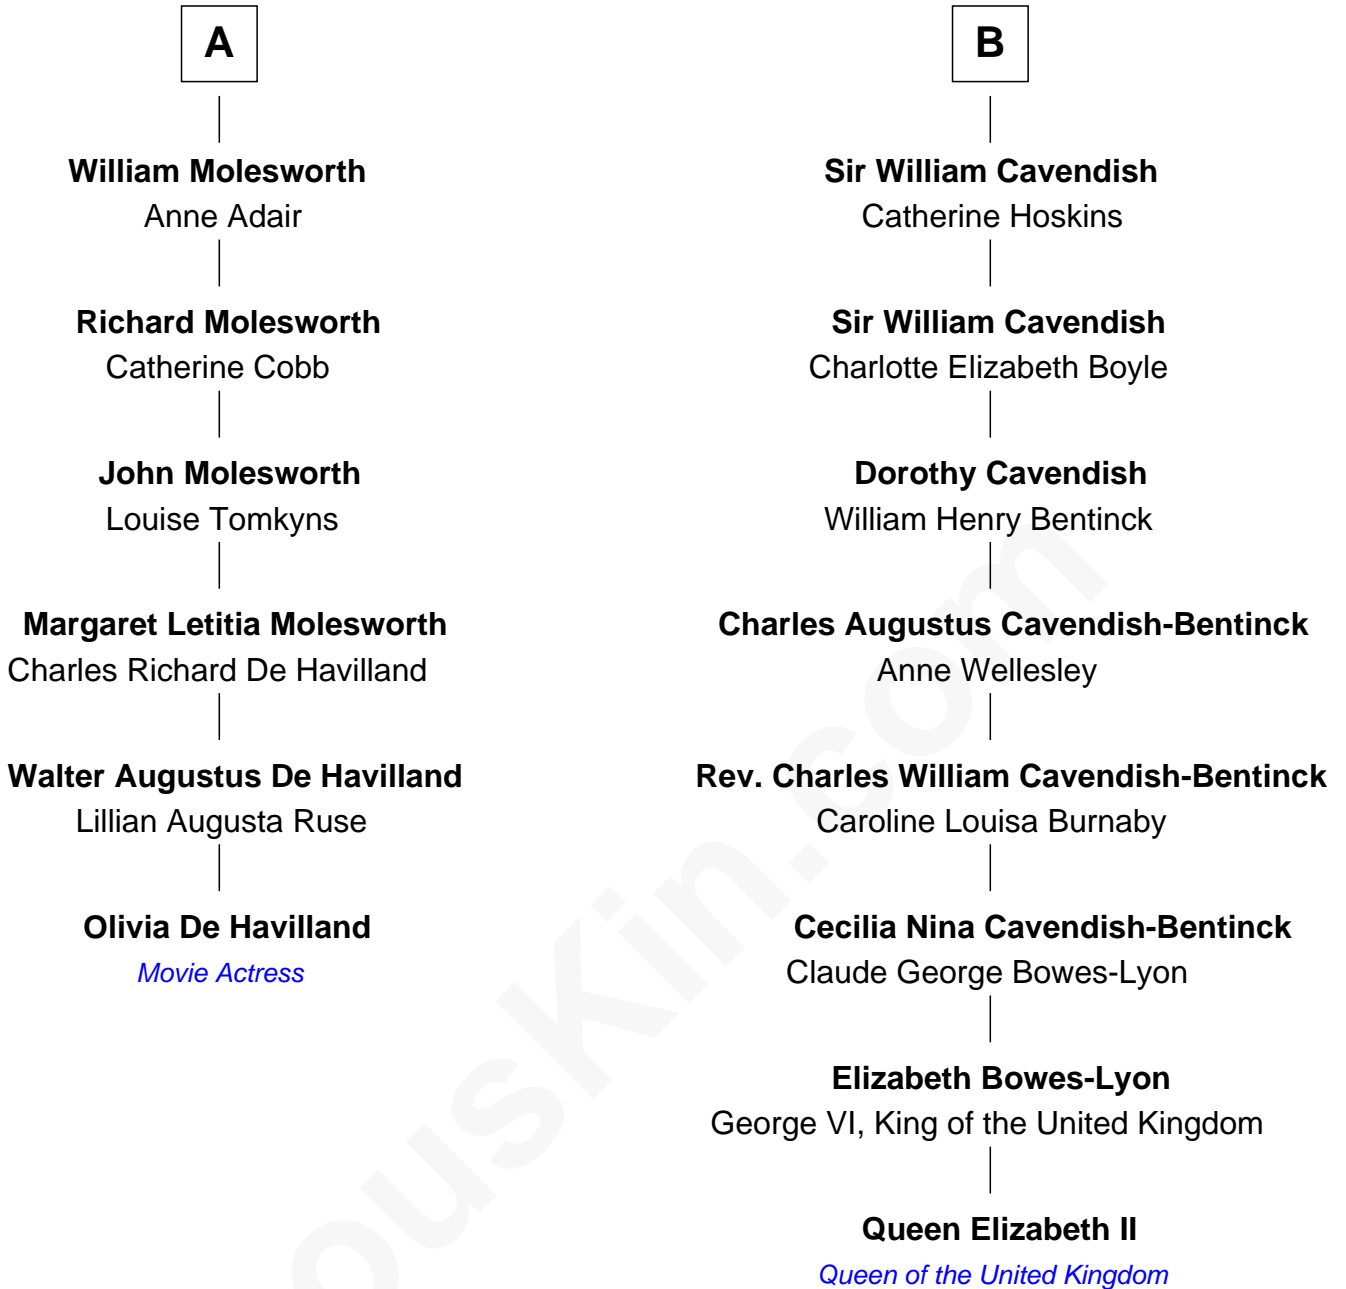 A
William Molesworth
Anne Adair
Richard Molesworth
Catherine Cobb
John Molesworth
Louise Tomkyns
Margaret Letitia Molesworth
Charles Richard De Havilland
Walter Augustus De Havilland
Lillian Augusta Ruse
Olivia De Havilland
Movie Actress
B
Sir William Cavendish
Catherine Hoskins
Sir William Cavendish
Charlotte Elizabeth Boyle
Dorothy Cavendish
William Henry Bentinck
Charles Augustus Cavendish-Bentinck
Anne Wellesley
Rev. Charles William Cavendish-Bentinck
Caroline Louisa Burnaby
Cecilia Nina Cavendish-Bentinck
Claude George Bowes-Lyon
Elizabeth Bowes-Lyon
George VI, King of the United Kingdom
Queen Elizabeth II
Queen of the United Kingdom
ousKin.com